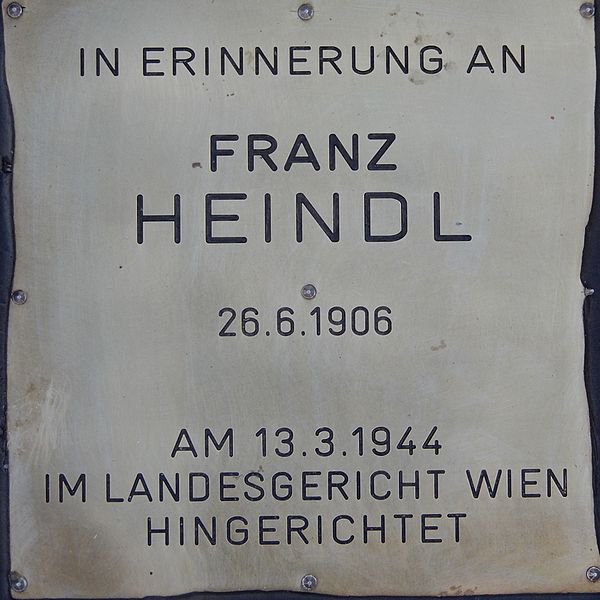 IN ERINNERUNG AN
FRANZ
HEINDL
26.6.1906
AM 13.3.1944
IM LANDESGERICHT WIEN
HINGERICHTET